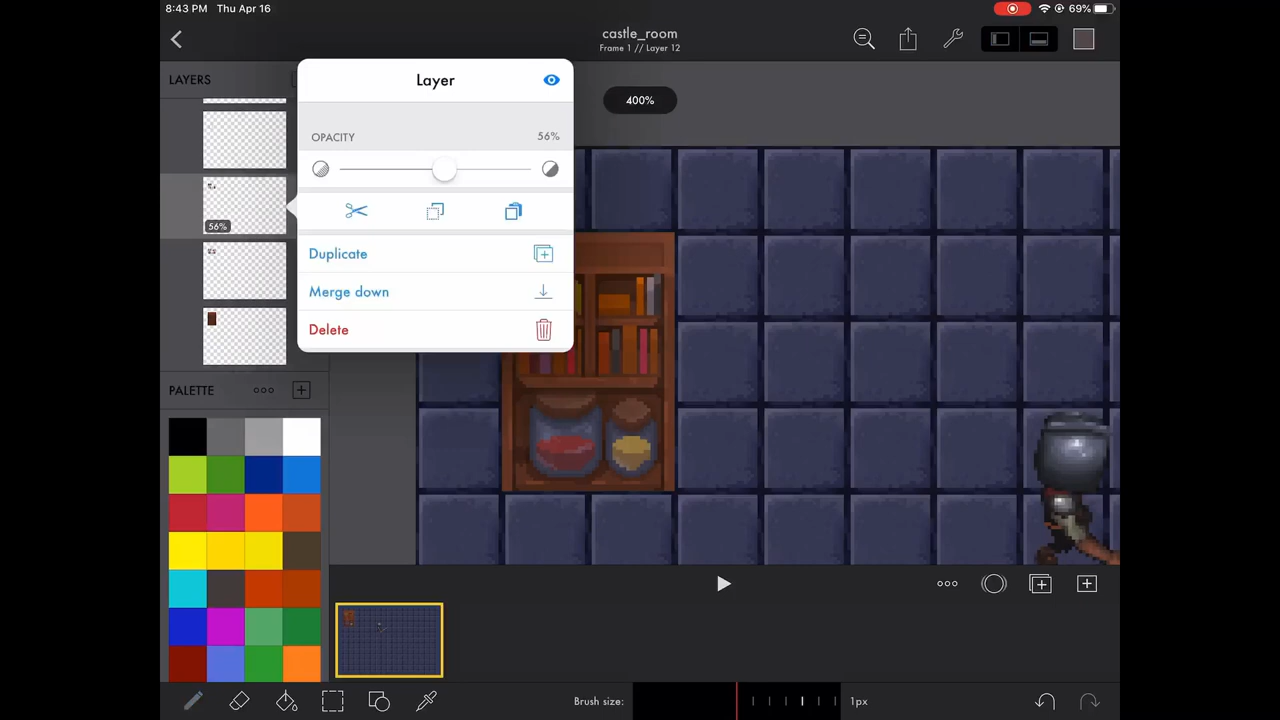 8:43 PM Thu Apr 16
69%
castle_room
Frame 1 // Layer 12
LAYERS
Layer
400%
OPACITY
56%
56%
Duplicate
Merge down
Delete
PALETTE
Brush size:
1px